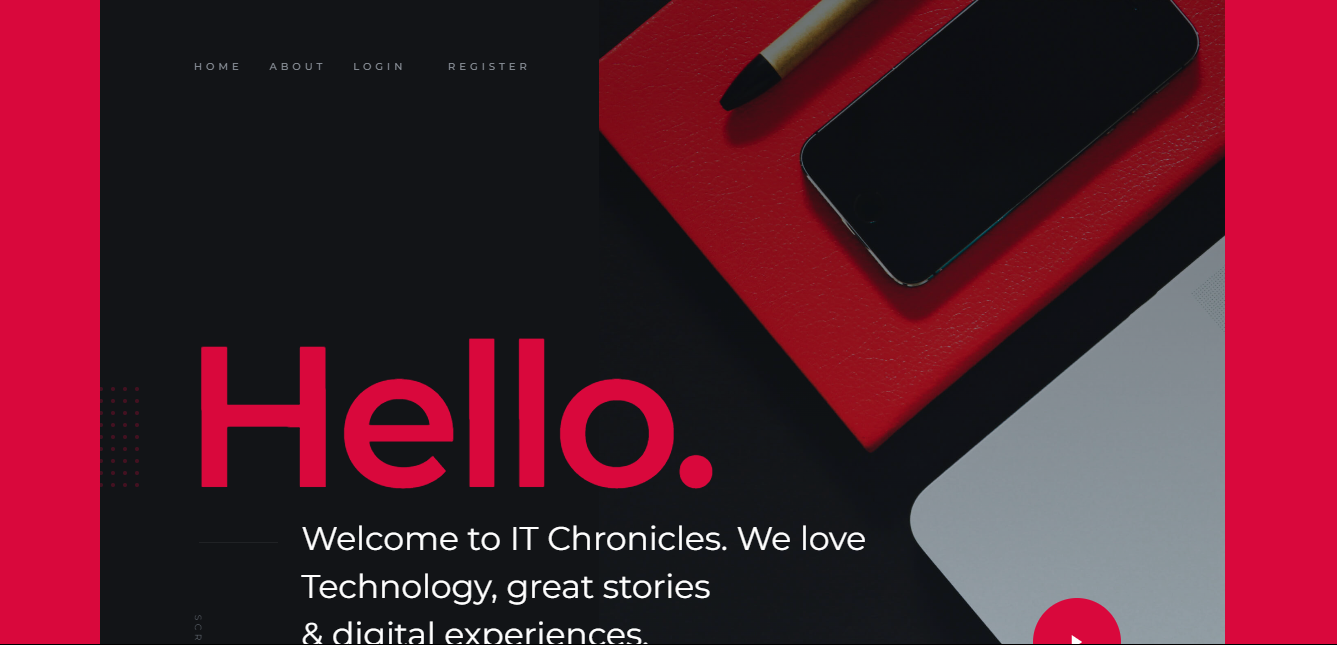 HOME ABOUT LOGIN REGISTER
Hello.
Welcome to IT Chronicles. We love
Technology, great stories
& digital experiences.
SCR